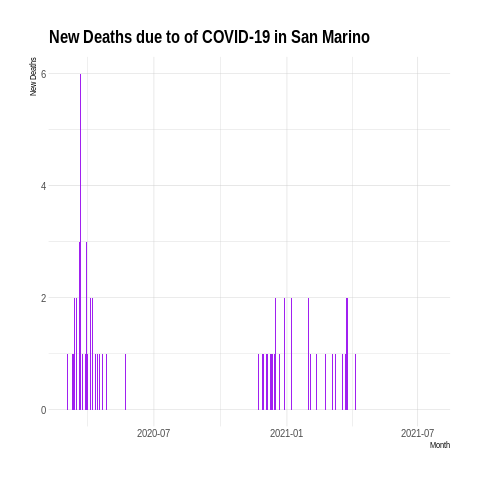 New Deaths due to of COVID-19 in San Marino
New Deaths
6
4
2
0
2020-07
2021-01
2021-07
Month